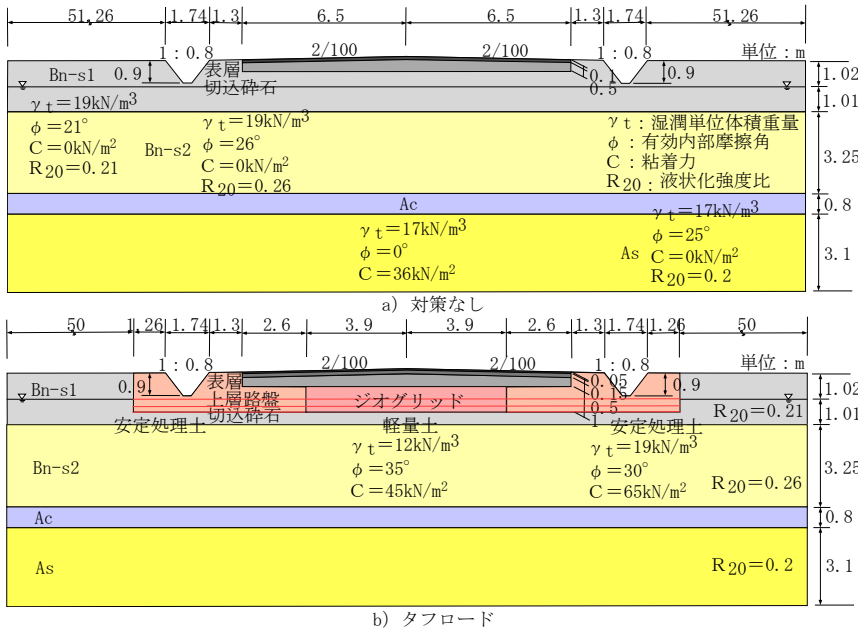 51.26 1.74 1.3 6.5 6.5 1.3 1.74 51.26
1:0.8 2/100 2/100 1:0.8 単位:m
Bn-s1 0.9 表層 0.1 0.9 1.02
切込砕石 0.5
γt=19kN/m³ 1.01
φ=21°
C=0kN/m²
R20=0.21
Bn-s2
γt=19kN/m³
φ=26°
C=0kN/m²
R20=0.26
γt:湿潤単位体積重量
φ:有効内部摩擦角
C:粘着力
R20:液状化強度比
3.25
Ac 0.8
γt=17kN/m³
φ=0°
C=36kN/m²
As
γt=17kN/m³
φ=25°
C=0kN/m²
R20=0.2
3.1
a) 対策なし
50 1.26 1.74 1.3 2.6 3.9 3.9 2.6 1.3 1.74 1.26 50
1:0.8 2/100 2/100 1:0.8 単位:m
Bn-s1 0.9 表層 0.05 0.9 1.02
上層路盤 ジオグリッド 0.15
切込砕石 0.5 R20=0.21 1.01
1
安定処理土 軽量土 安定処理土
Bn-s2
γt=12kN/m³
φ=35°
C=45kN/m²
γt=19kN/m³
φ=30°
C=65kN/m²
R20=0.26
3.25
Ac 0.8
As R20=0.2 3.1
b) タフロード